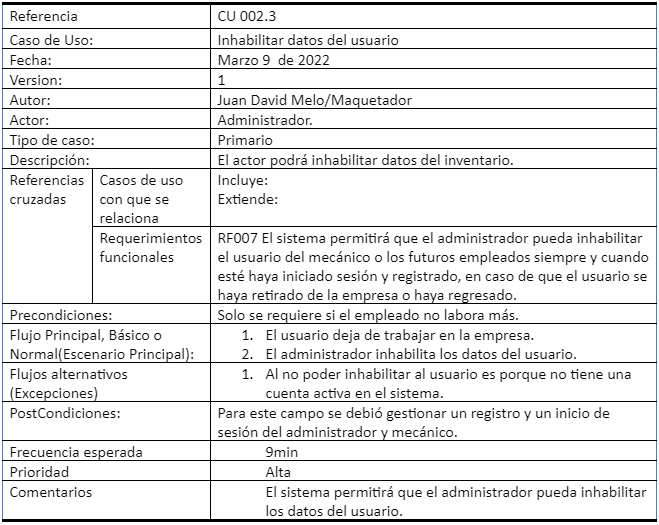 Referencia CU 002.3
Caso de Uso: Inhabilitar datos del usuario
Fecha: Marzo 9 de 2022
Version: 1
Autor: Juan David Melo/Maquetador
Actor: Administrador.
Tipo de caso: Primario
Descripción: El actor podrá inhabilitar datos del inventario.
Referencias
cruzadas
Casos de uso
con que se
relaciona
Incluye:
Extiende:
Requerimientos
funcionales
RF007 El sistema permitirá que el administrador pueda inhabilitar
el usuario del mecánico o los futuros empleados siempre y cuando
esté haya iniciado sesión y registrado, en caso de que el usuario se
haya retirado de la empresa o haya regresado.
Precondiciones: Solo se requiere si el empleado no labora más.
Flujo Principal, Básico o
Normal(Escenario Principal):
1. El usuario deja de trabajar en la empresa.
2. El administrador inhabilita los datos del usuario.
Flujos alternativos
(Excepciones)
1. Al no poder inhabilitar al usuario es porque no tiene una
cuenta activa en el sistema.
PostCondiciones: Para este campo se debió gestionar un registro y un inicio de
sesión del administrador y mecánico.
Frecuencia esperada 9min
Prioridad Alta
Comentarios El sistema permitirá que el administrador pueda inhabilitar
los datos del usuario.